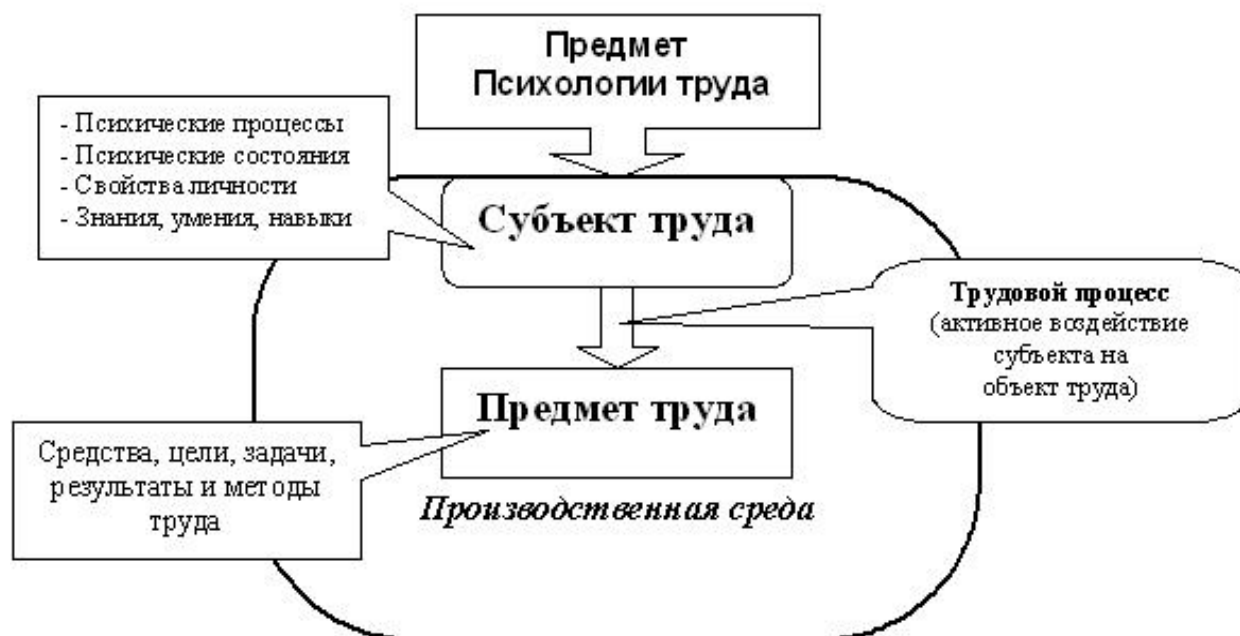 Предмет
Психологии труда
- Психические процессы
- Психические состояния
- Свойства личности
- Знания, умения, навыки
Субъект труда
Трудовой процесс
(активное воздействие
субъекта на
объект труда)
Предмет труда
Средства, цели, задачи,
результаты и методы
труда
Производственная среда